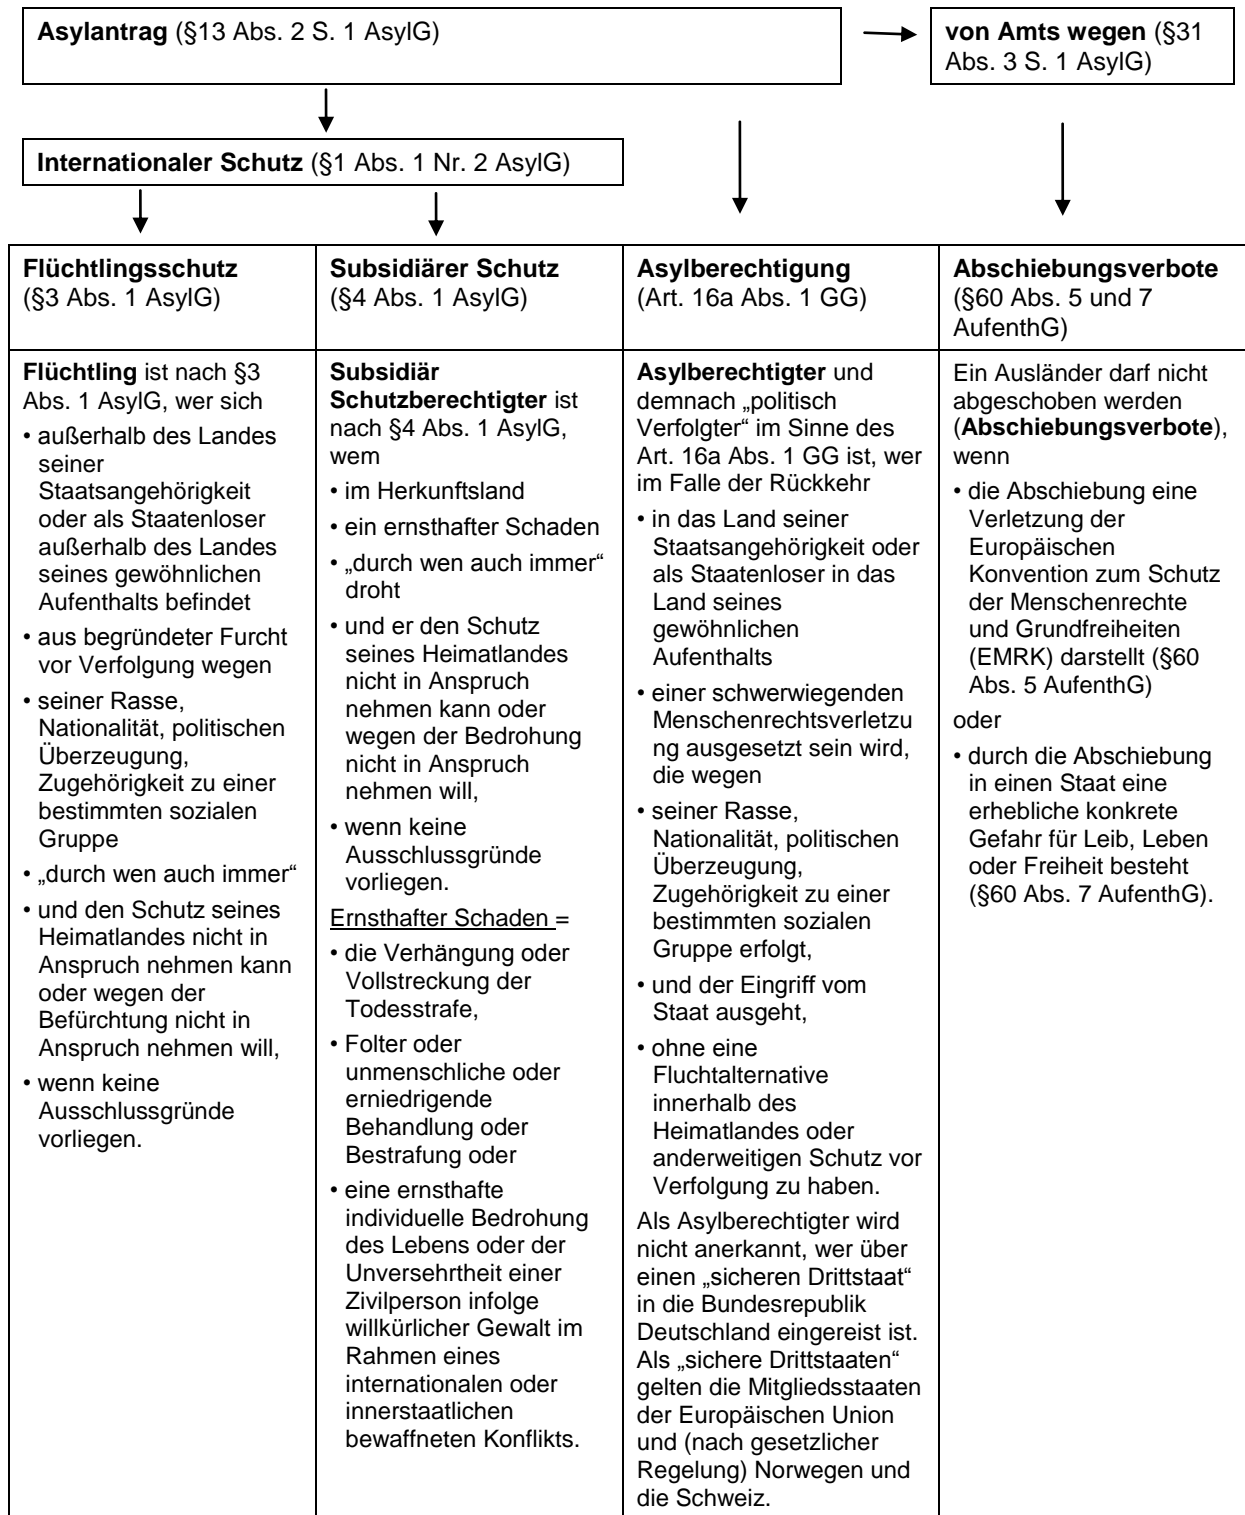 Asylantrag (§13 Abs. 2 S. 1 AsylG)
von Amts wegen (§31
Abs. 3 S. 1 AsylG)
Internationaler Schutz (§1 Abs. 1 Nr. 2 AsylG)
Flüchtlingsschutz
(§3 Abs. 1 AsylG)
Flüchtling ist nach §3
Abs. 1 AsylG, wer sich
• außerhalb des Landes
seiner
Staatsangehörigkeit
oder als Staatenloser
außerhalb des Landes
seines gewöhnlichen
Aufenthalts befindet
• aus begründeter Furcht
vor Verfolgung wegen
• seiner Rasse,
Nationalität, politischen
Überzeugung,
Zugehörigkeit zu einer
bestimmten sozialen
Gruppe
• „durch wen auch immer“
• und den Schutz seines
Heimatlandes nicht in
Anspruch nehmen kann
oder wegen der
Befürchtung nicht in
Anspruch nehmen will,
• wenn keine
Ausschlussgründe
vorliegen.
Subsidiärer Schutz
(§4 Abs. 1 AsylG)
Subsidiär
Schutzberechtigter ist
nach §4 Abs. 1 AsylG,
wem
• im Herkunftsland
• ein ernsthafter Schaden
• „durch wen auch immer“
droht
• und er den Schutz
seines Heimatlandes
nicht in Anspruch
nehmen kann oder
wegen der Bedrohung
nicht in Anspruch
nehmen will,
• wenn keine
Ausschlussgründe
vorliegen.
Ernsthafter Schaden =
• die Verhängung oder
Vollstreckung der
Todesstrafe,
• Folter oder
unmenschliche oder
erniedrigende
Behandlung oder
Bestrafung oder
• eine ernsthafte
individuelle Bedrohung
des Lebens oder der
Unversehrtheit einer
Zivilperson infolge
willkürlicher Gewalt im
Rahmen eines
internationalen oder
innerstaatlichen
bewaffneten Konflikts.
Asylberechtigung
(Art. 16a Abs. 1 GG)
Asylberechtigter und
demnach „politisch
Verfolgter“ im Sinne des
Art. 16a Abs. 1 GG ist, wer
im Falle der Rückkehr
• in das Land seiner
Staatsangehörigkeit oder
als Staatenloser in das
Land seines
gewöhnlichen
Aufenthalts
• einer schwerwiegenden
Menschenrechtsverletzu
ng ausgesetzt sein wird,
die wegen
• seiner Rasse,
Nationalität, politischen
Überzeugung,
Zugehörigkeit zu einer
bestimmten sozialen
Gruppe erfolgt,
• und der Eingriff vom
Staat ausgeht,
• ohne eine
Fluchtalternative
innerhalb des
Heimatlandes oder
anderweitigen Schutz vor
Verfolgung zu haben.
Als Asylberechtigter wird
nicht anerkannt, wer über
einen „sicheren Drittstaat“
in die Bundesrepublik
Deutschland eingereist ist.
Als „sichere Drittstaaten“
gelten die Mitgliedsstaaten
der Europäischen Union
und (nach gesetzlicher
Regelung) Norwegen und
die Schweiz.
Abschiebungsverbote
(§60 Abs. 5 und 7
AufenthG)
Ein Ausländer darf nicht
abgeschoben werden
(Abschiebungsverbote),
wenn
• die Abschiebung eine
Verletzung der
Europäischen
Konvention zum Schutz
der Menschenrechte
und Grundfreiheiten
(EMRK) darstellt (§60
Abs. 5 AufenthG)
oder
• durch die Abschiebung
in einen Staat eine
erhebliche konkrete
Gefahr für Leib, Leben
oder Freiheit besteht
(§60 Abs. 7 AufenthG).